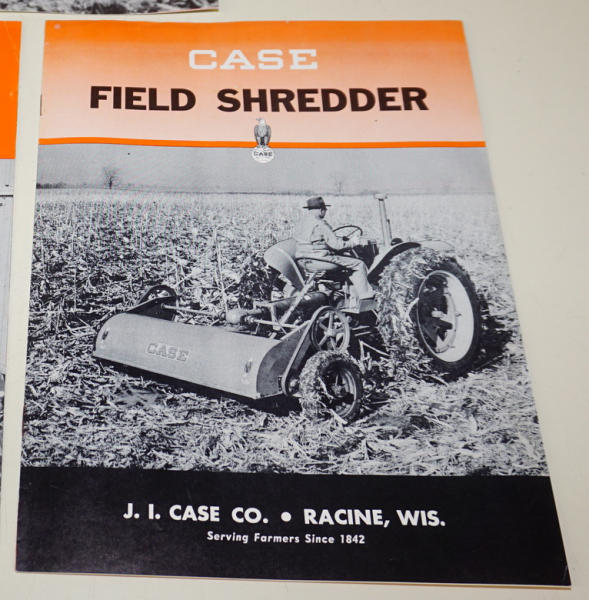 CASE
FIELD SHREDDER
CASE
CASE
J. I. CASE CO. • RACINE, WIS.
Serving Farmers Since 1842